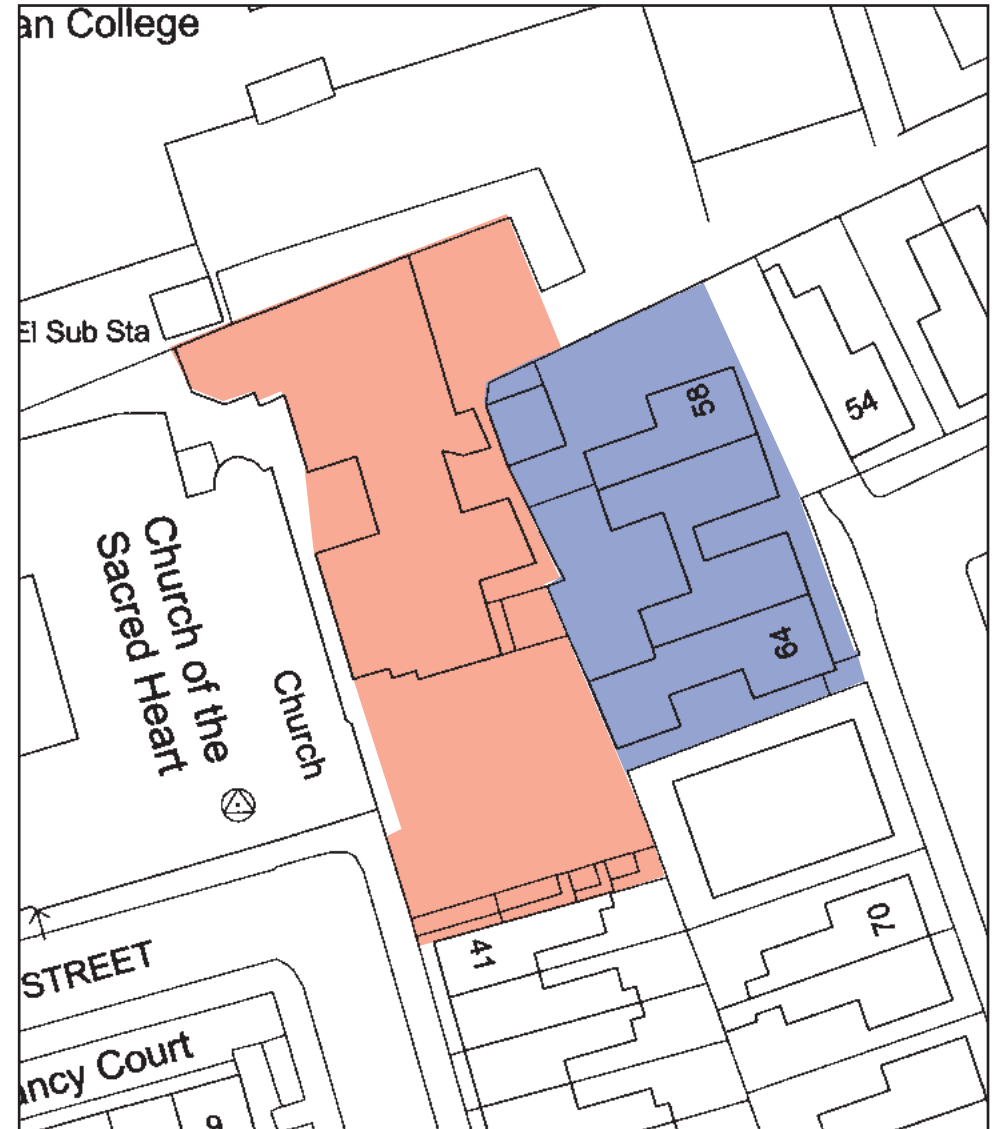 an College
El Sub Sta
58
54
Church of the
Sacred Heart
Church
64
STREET
41
70
ancy Court
9